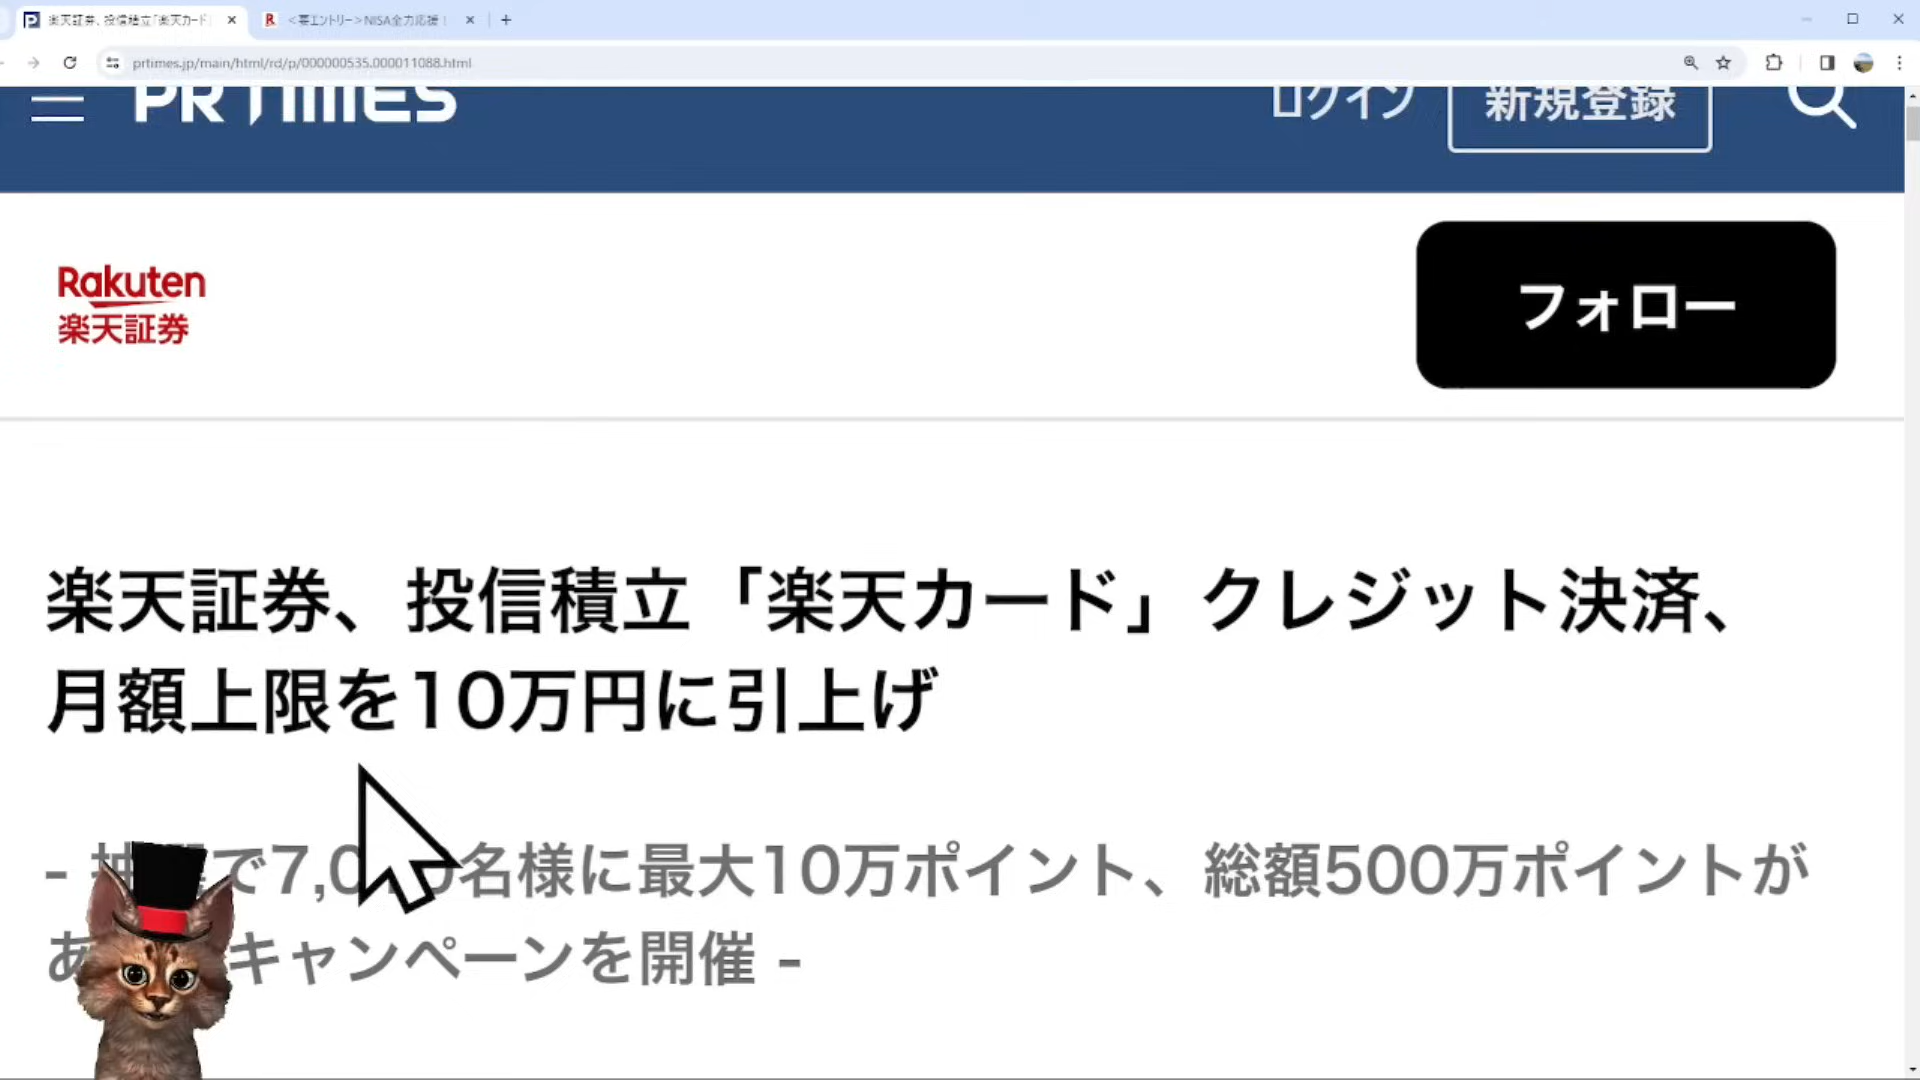 楽天証券、投信積立「楽天カード」
＜要エントリー＞NISA全力応援！
prtimes.jp/main/html/rd/p/000000535.000011088.html
PR TIMES
ログイン
新規登録
Rakuten
楽天証券
フォロー
楽天証券、投信積立「楽天カード」クレジット決済、
月額上限を10万円に引上げ
- で7,0 名様に最大10万ポイント、総額500万ポイントが
あ キャンペーンを開催 -